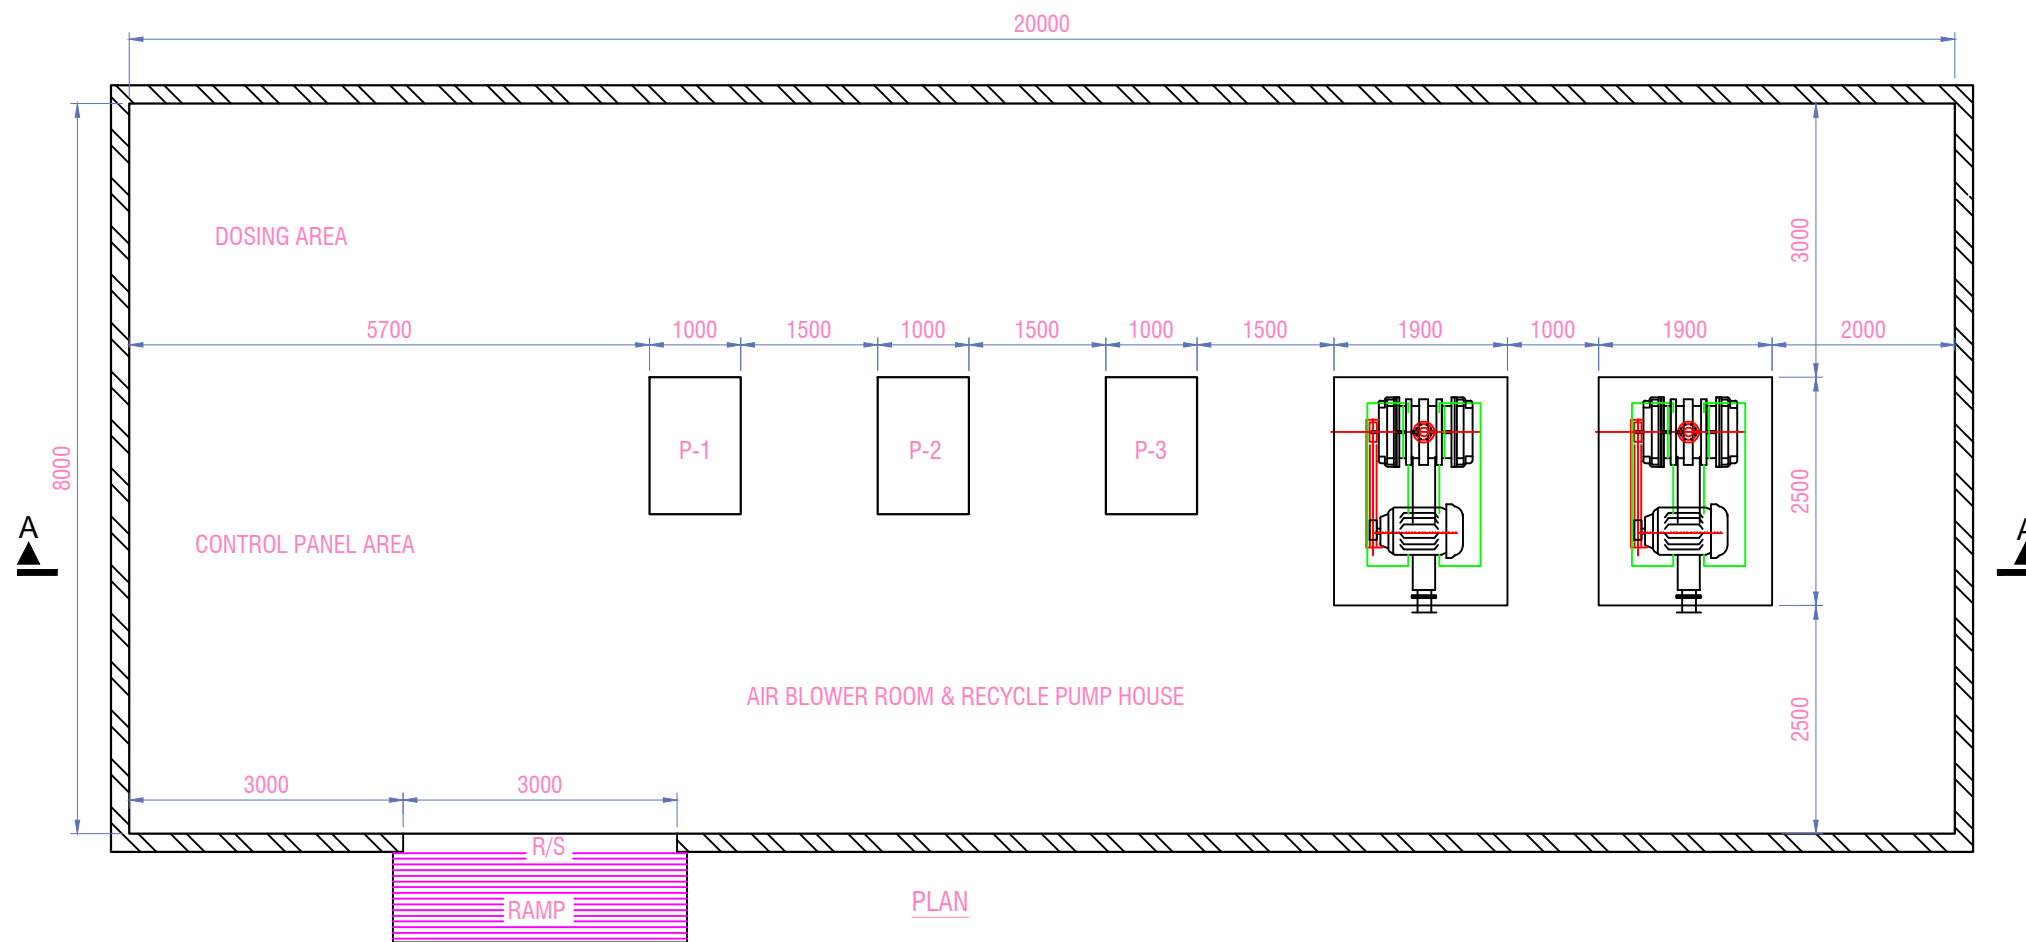 20000
DOSING AREA
3000
5700 1000 1500 1000 1500 1000 1500 1900 1000 1900 2000
8000
P-1 P-2 P-3
2500
A A
CONTROL PANEL AREA
AIR BLOWER ROOM & RECYCLE PUMP HOUSE
2500
3000 3000
R/S
RAMP
PLAN